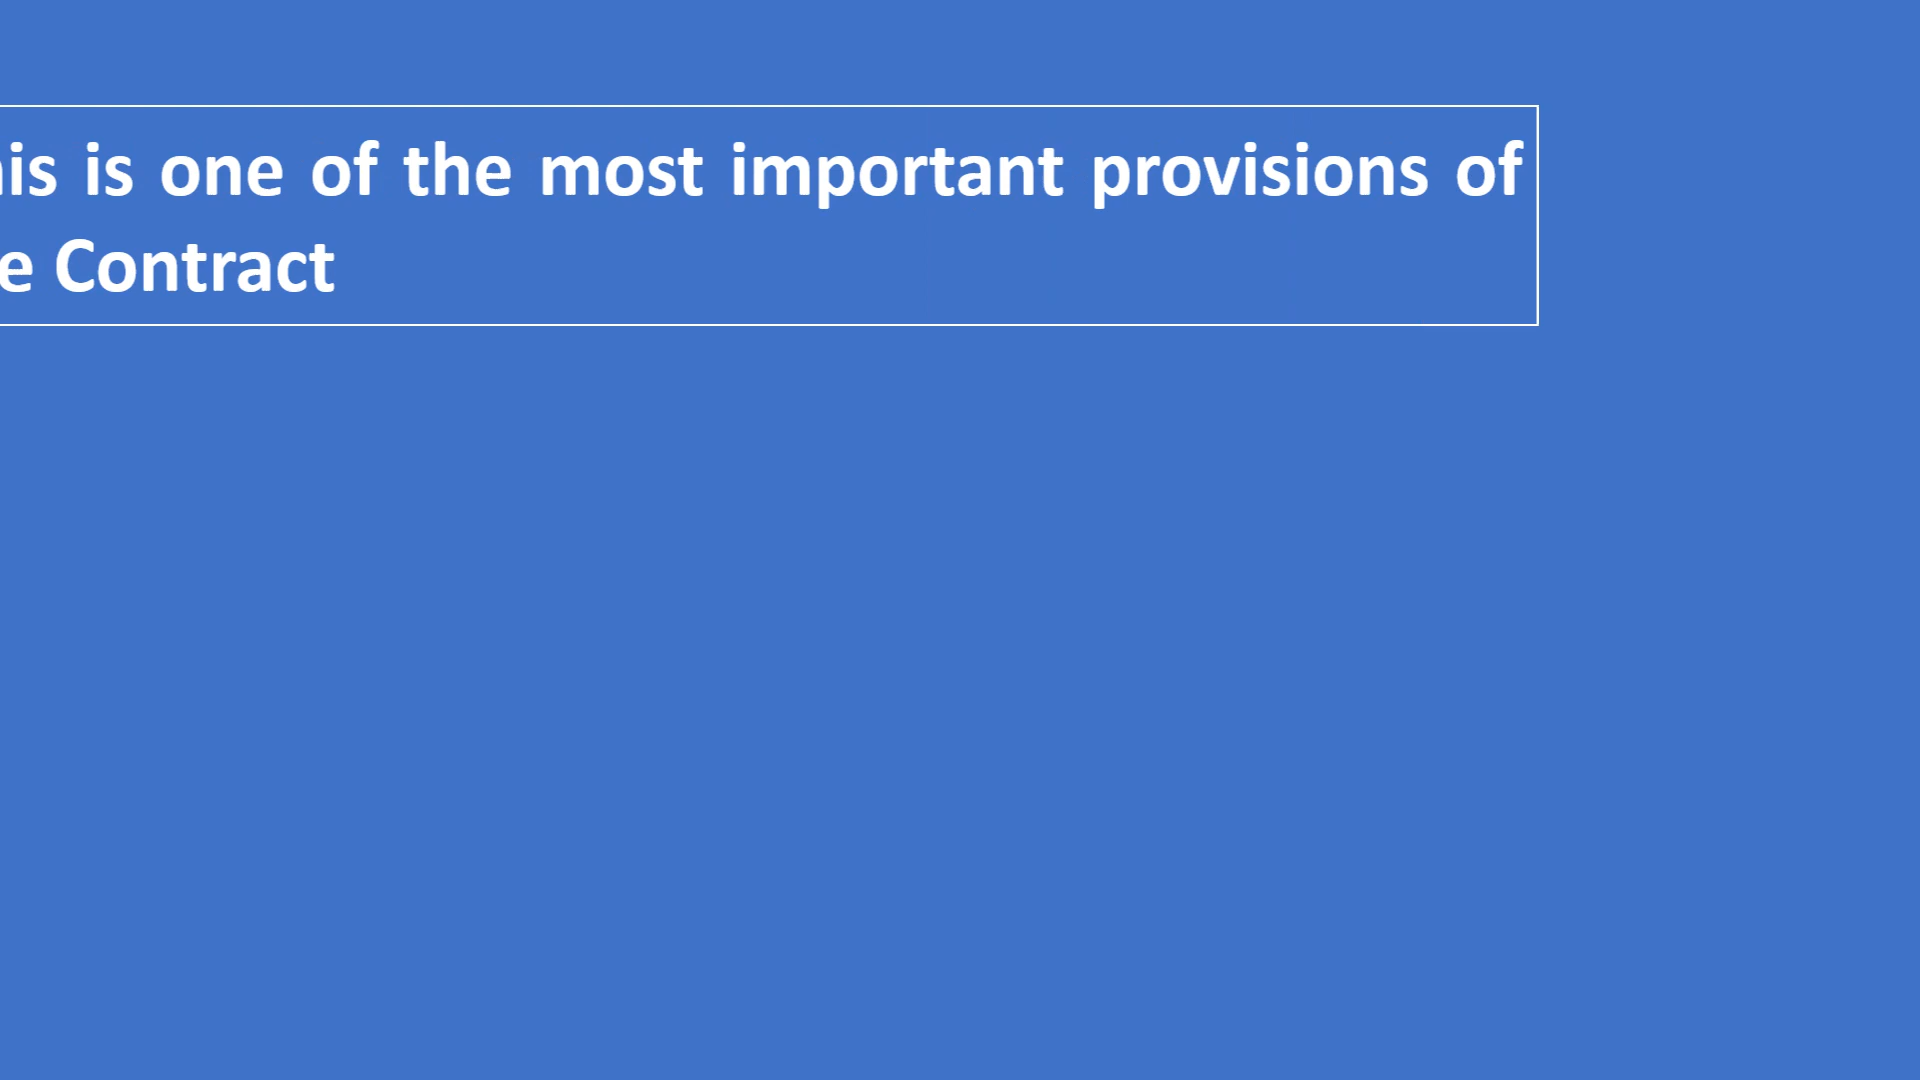 is is one of the most important provisions of
e Contract